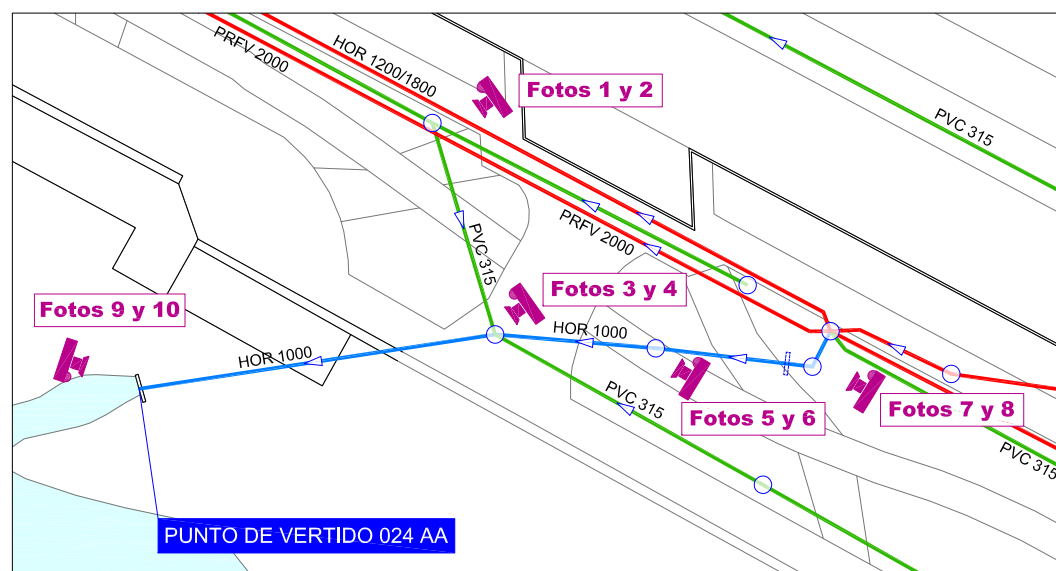 PRFV 2000
HOR 1200/1800
Fotos 1 y 2
PVC 315
PVC 315
PRFV 2000
Fotos 3 y 4
Fotos 9 y 10
HOR 1000
HOR 1000
PVC 315
Fotos 5 y 6
Fotos 7 y 8
PVC 315
PUNTO DE VERTIDO 024 AA